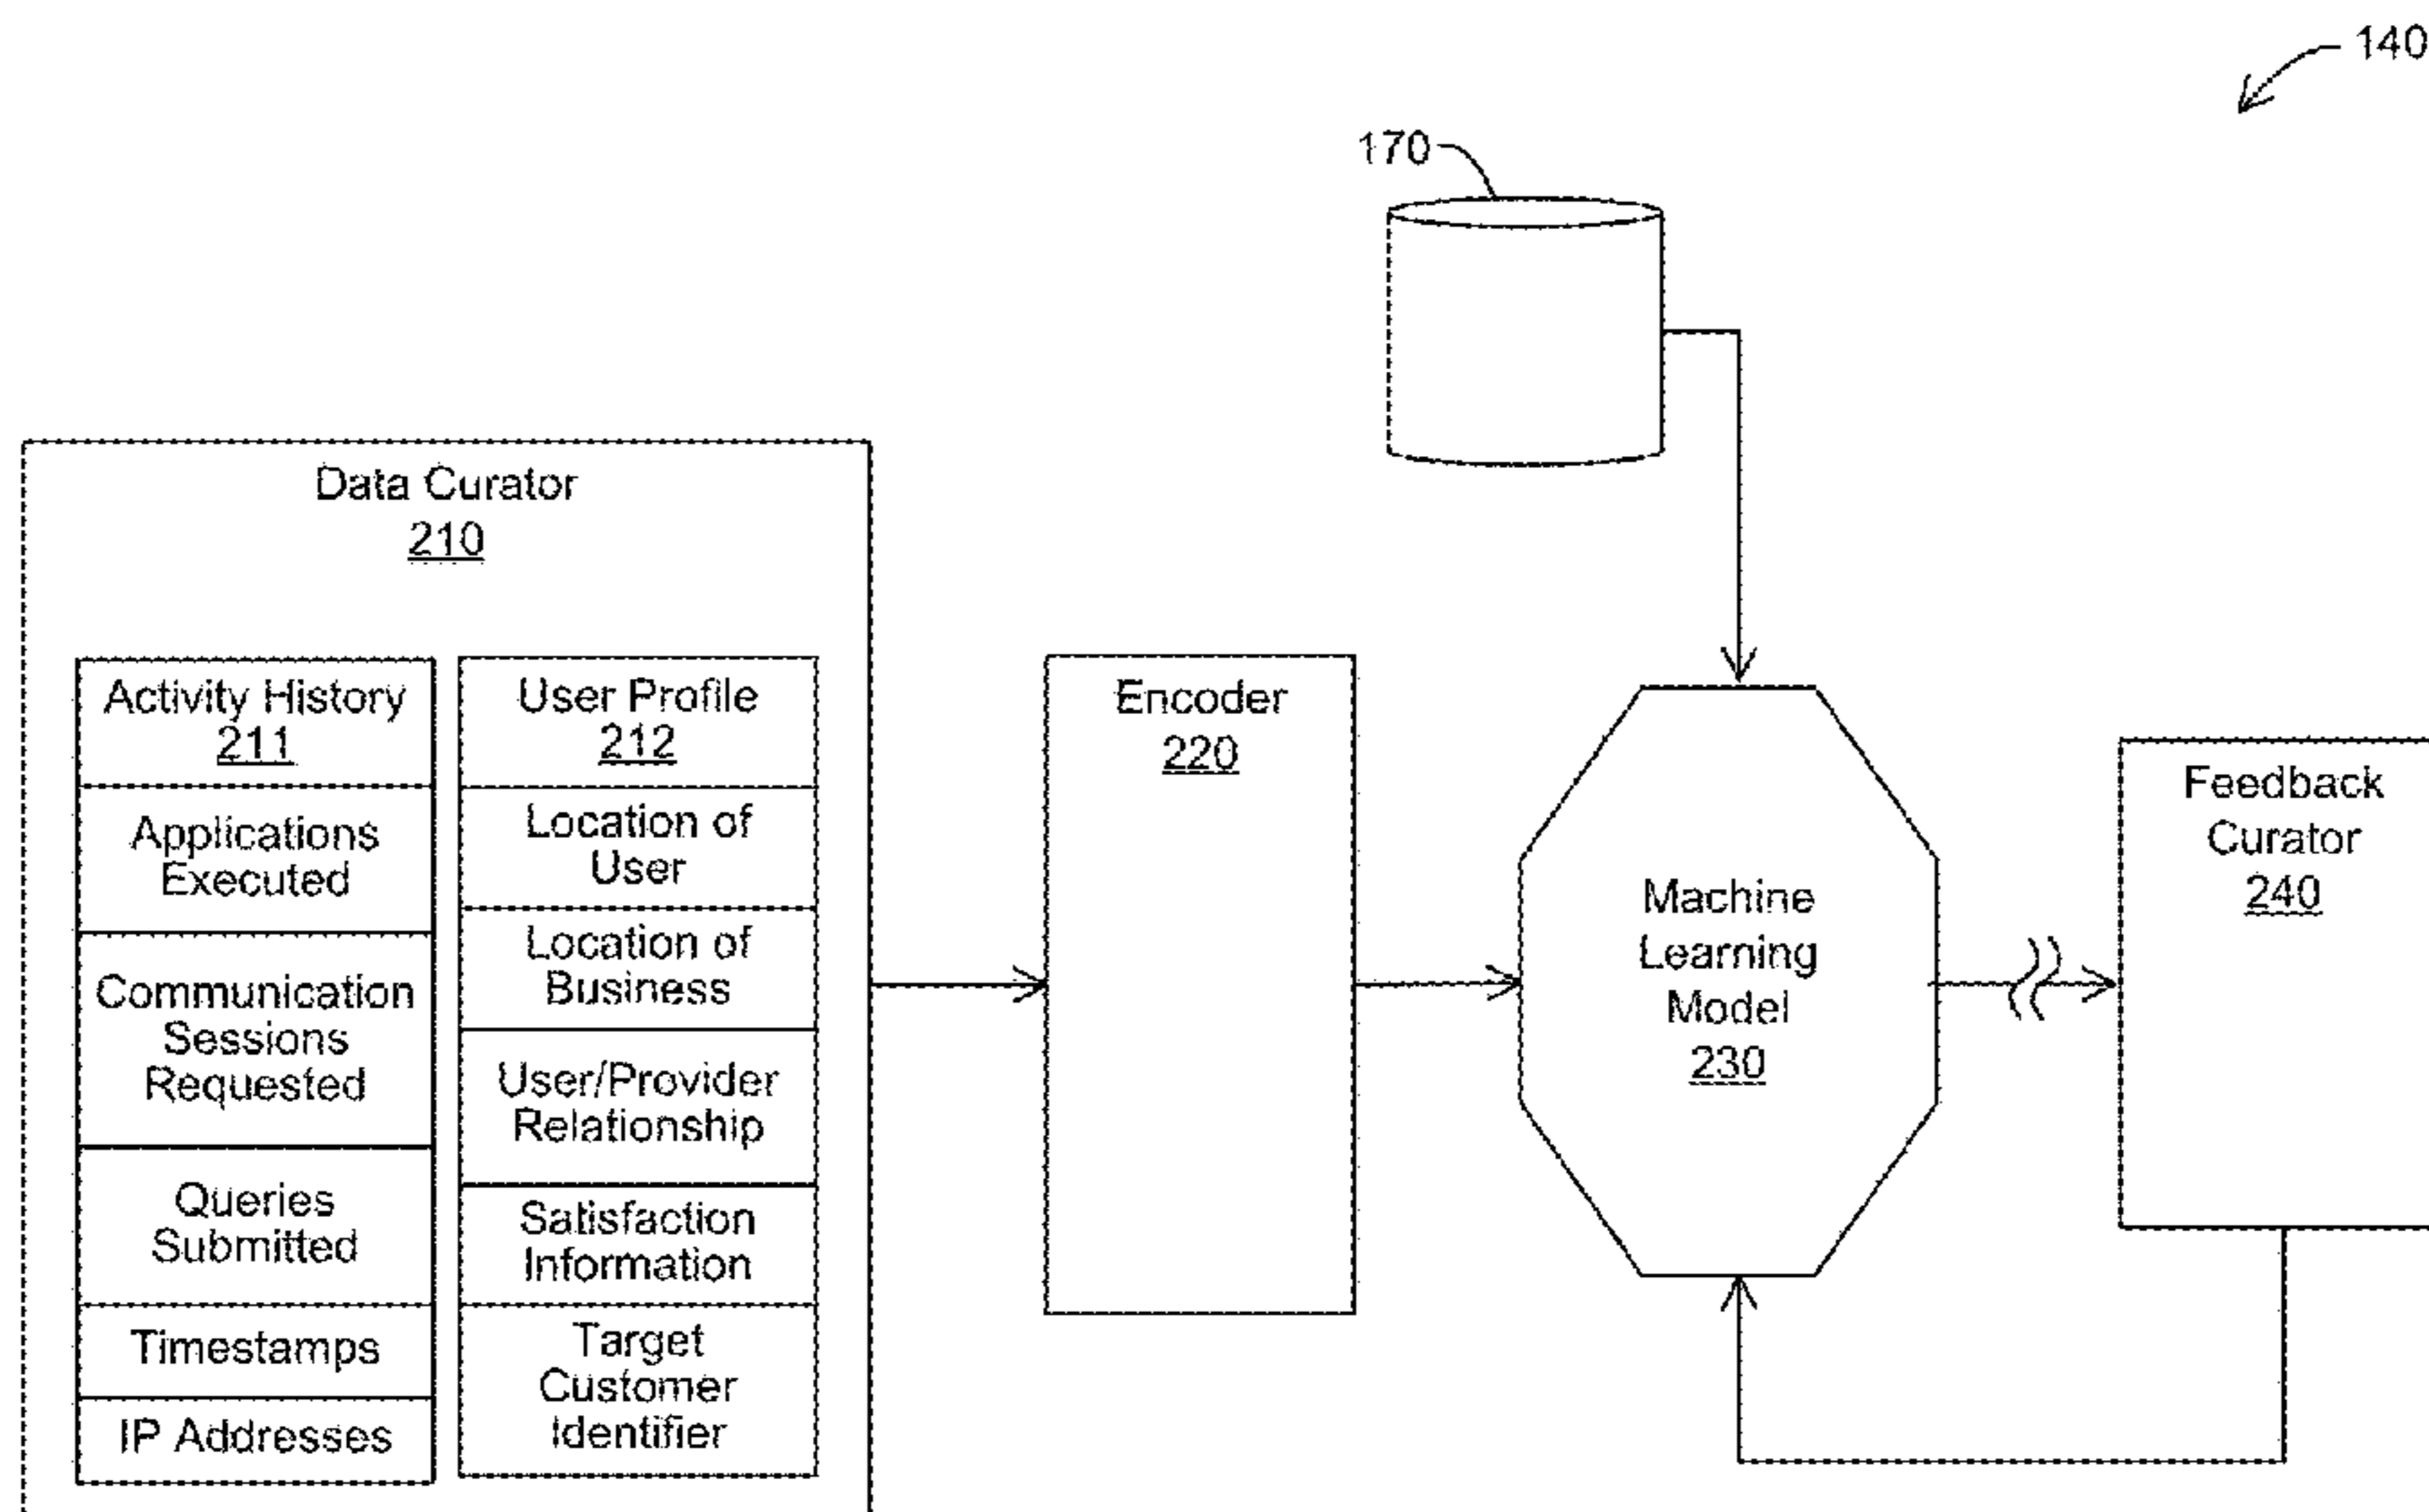 140
170
Data Curator
210
Activity History
211
Applications
Executed
Communication
Sessions
Requested
Queries
Submitted
Timestamps
IP Addresses
User Profile
212
Location of
User
Location of
Business
User/Provider
Relationship
Satisfaction
Information
Target
Customer
Identifier
Encoder
220
Machine
Learning
Model
230
Feedback
Curator
240